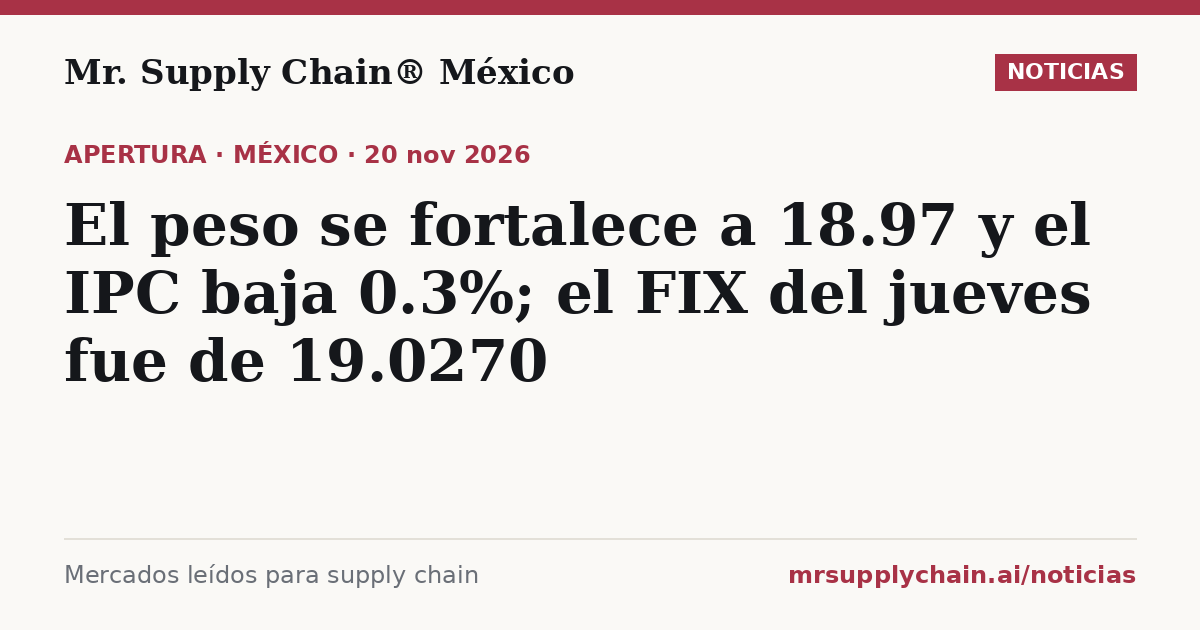 Mr. Supply Chain® México
NOTICIAS
APERTURA · MÉXICO · 20 nov 2026
El peso se fortalece a 18.97 y el
IPC baja 0.3%; el FIX del jueves
fue de 19.0270
Mercados leídos para supply chain
mrsupplychain.ai/noticias